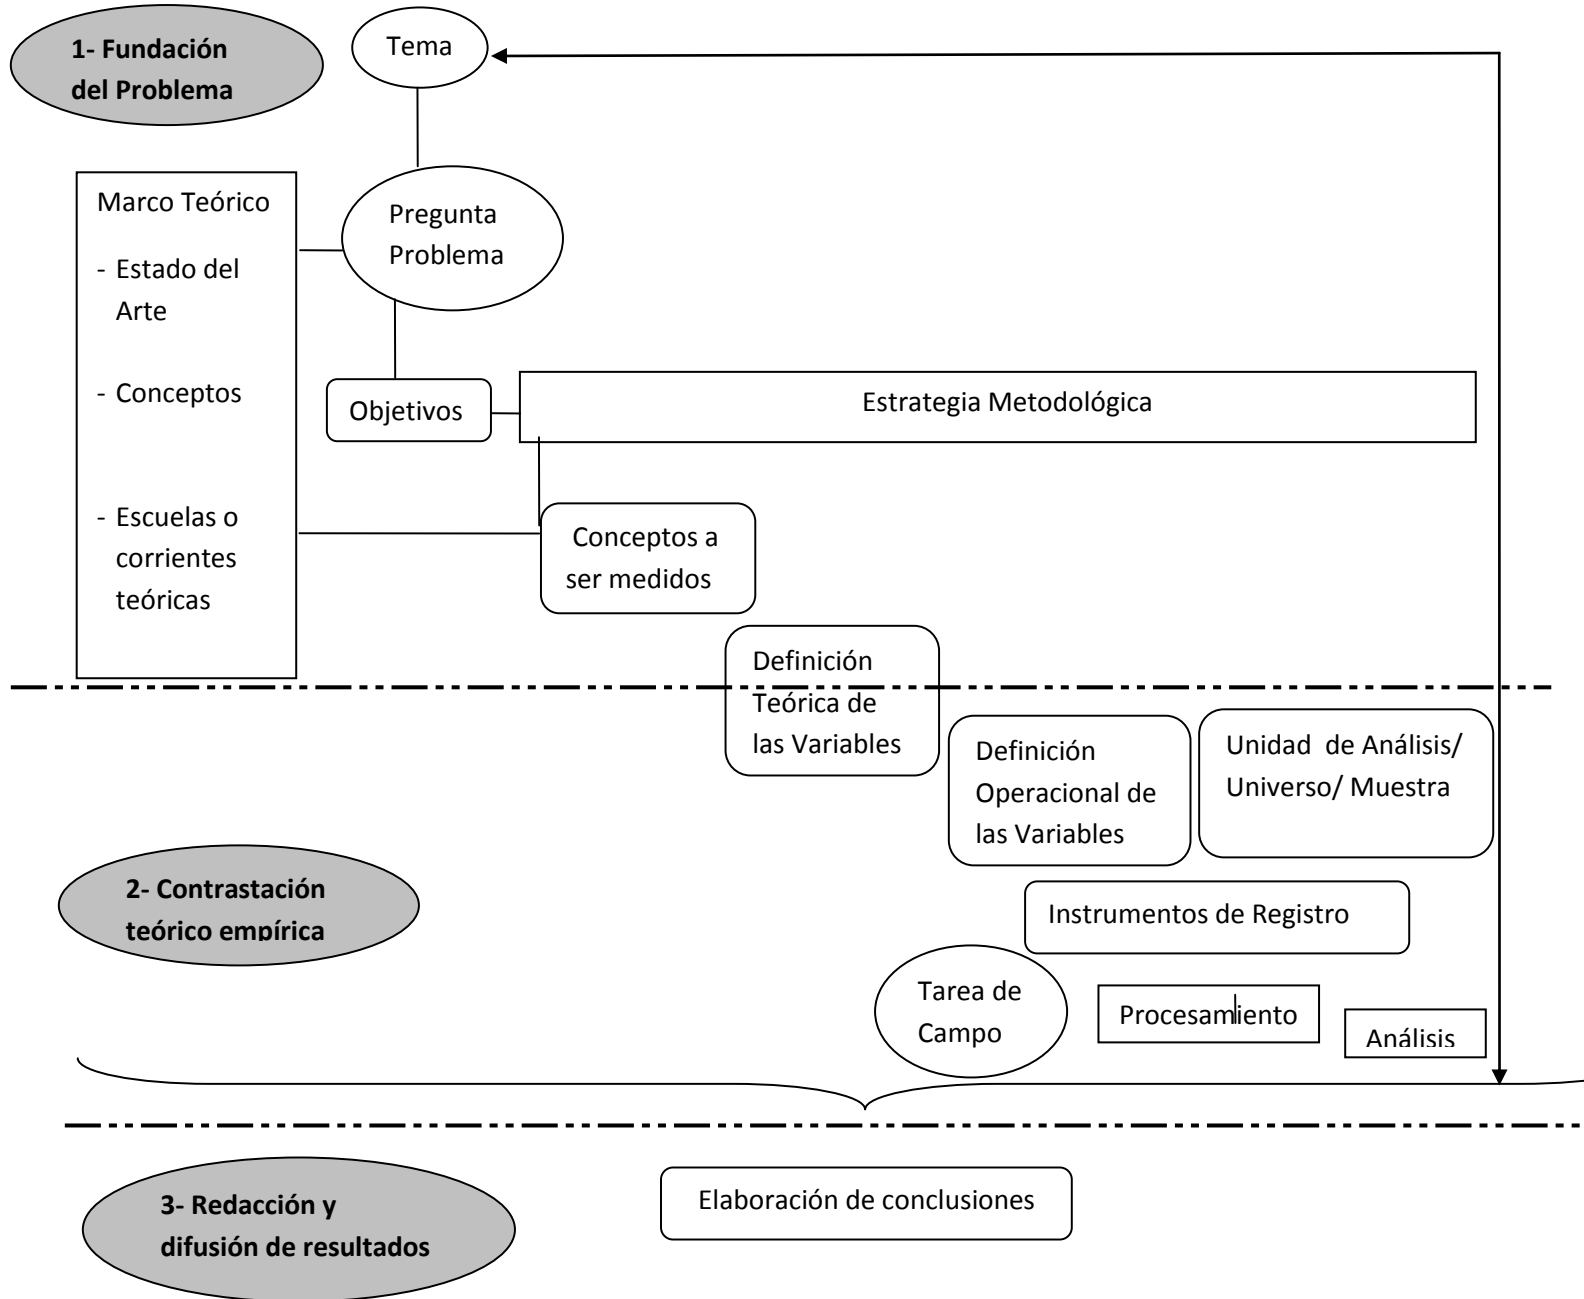 1- Fundación
del Problema
Tema
Marco Teórico
- Estado del
Arte
- Conceptos
- Escuelas o
corrientes
teóricas
Pregunta
Problema
Objetivos
Estrategia Metodológica
Conceptos a
ser medidos
Definición
Teórica de
las Variables
Definición
Operacional de
las Variables
Unidad de Análisis/
Universo/ Muestra
2- Contrastación
teórico empírica
Instrumentos de Registro
Tarea de
Campo
Procesamiento
Análisis
3- Redacción y
difusión de resultados
Elaboración de conclusiones